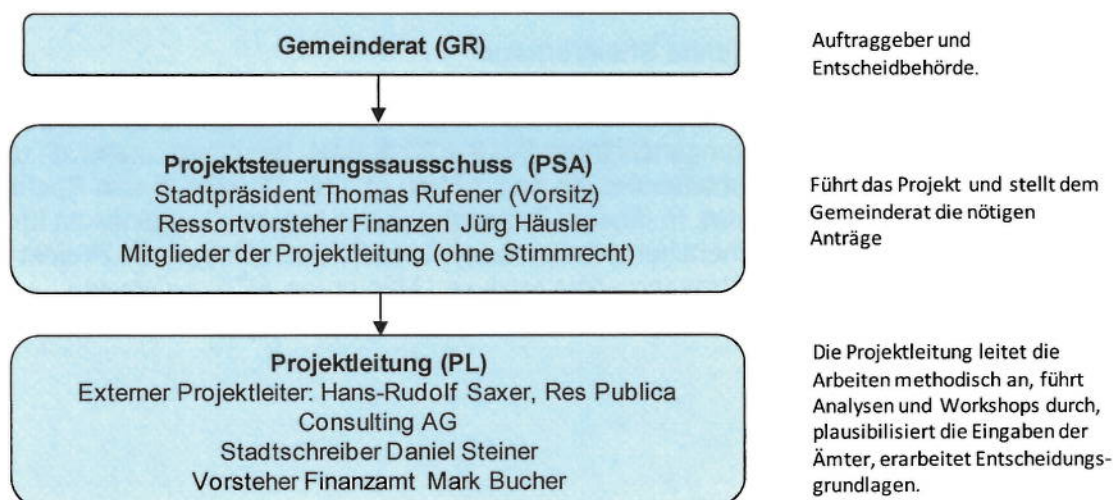 Gemeinderat (GR)
Auftraggeber und
Entscheidbehörde.
Projektsteuerungssausschuss (PSA)
Stadtpräsident Thomas Rufener (Vorsitz)
Ressortvorsteher Finanzen Jürg Häusler
Mitglieder der Projektleitung (ohne Stimmrecht)
Führt das Projekt und stellt dem
Gemeinderat die nötigen
Anträge
Projektleitung (PL)
Externer Projektleiter: Hans-Rudolf Saxer, Res Publica
Consulting AG
Stadtschreiber Daniel Steiner
Vorsteher Finanzamt Mark Bucher
Die Projektleitung leitet die
Arbeiten methodisch an, führt
Analysen und Workshops durch,
plausibilisiert die Eingaben der
Ämter, erarbeitet Entscheidungs-
grundlagen.